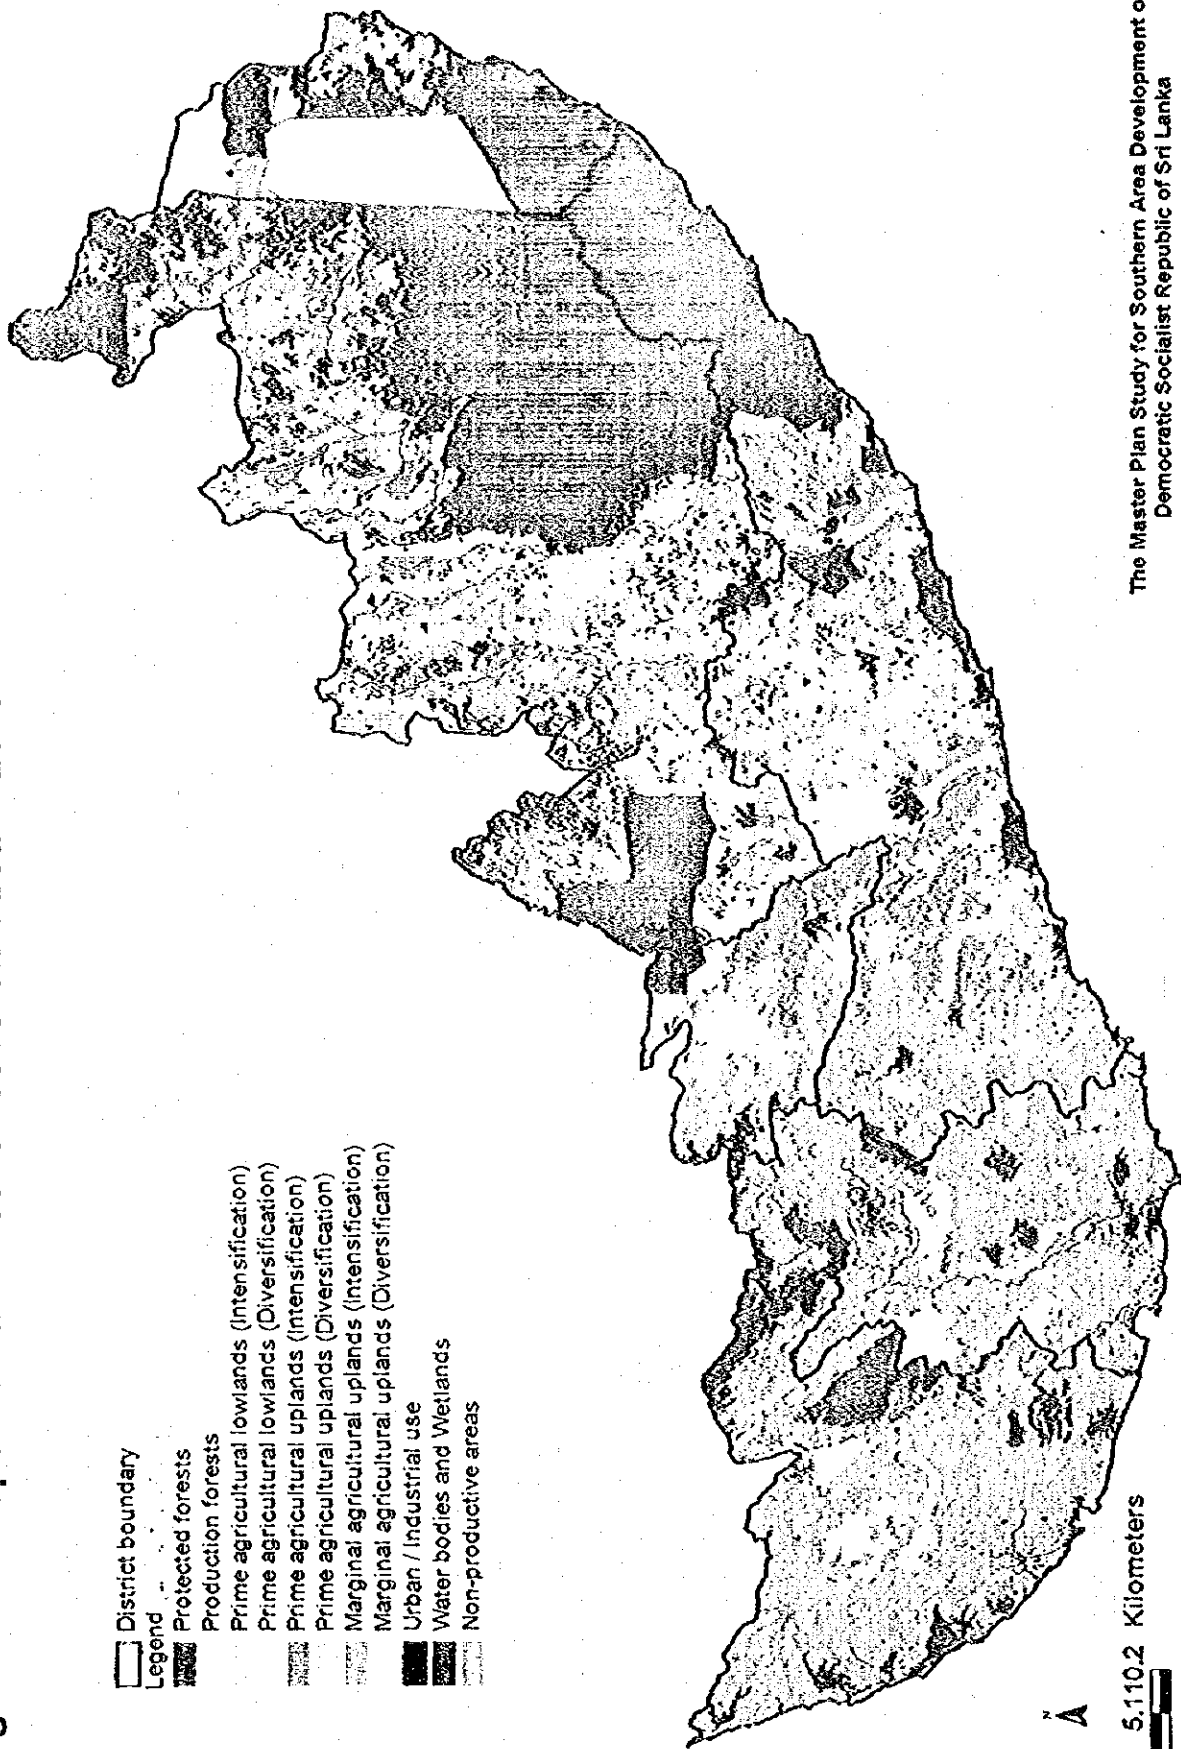 District boundary
Legend
Protected forests
Production forests
Prime agricultural lowlands (Intensification)
Prime agricultural lowlands (Diversification)
Prime agricultural uplands (Intensification)
Prime agricultural uplands (Diversification)
Marginal agricultural uplands (Intensification)
Marginal agricultural uplands (Diversification)
Urban / Industrial use
Water bodies and Wetlands
Non-productive areas
N
5.110.2 Kilometers
The Master Plan Study for Southern Area Development o
Democratic Socialist Republic of Sri Lanka